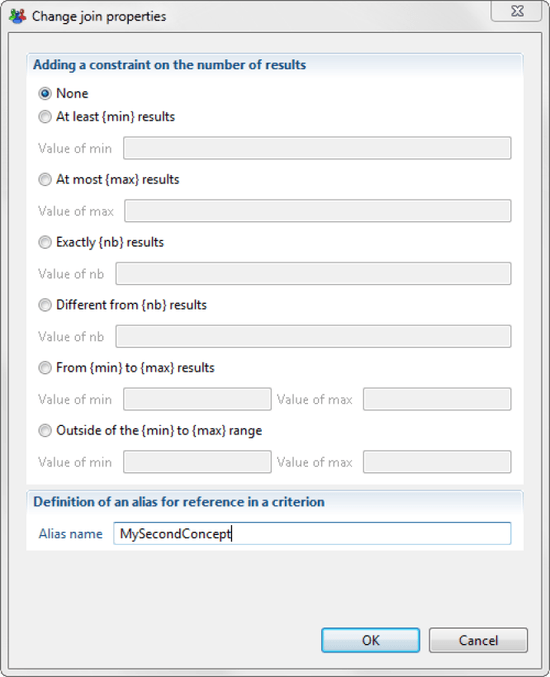 Change join properties
Adding a constraint on the number of results
None
At least {min} results
Value of min
At most {max} results
Value of max
Exactly {nb} results
Value of nb
Different from {nb} results
Value of nb
From {min} to {max} results
Value of min Value of max
Outside of the {min} to {max} range
Value of min Value of max
Definition of an alias for reference in a criterion
Alias name MySecondConcept
OK Cancel